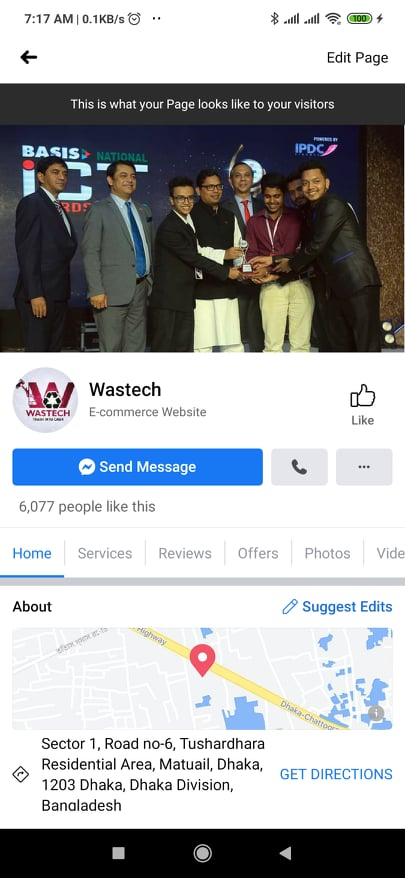 7:17 AM | 0.1KB/s
100
Edit Page
This is what your Page looks like to your visitors
BASIS NATIONAL
ICT
POWERED BY
IPDC
WASTECH
Wastech
E-commerce Website
Like
Send Message
6,077 people like this
Home
Services
Reviews
Offers
Photos
Vide
About
Suggest Edits
Highway
Dhaka-Chattogr
Sector 1, Road no-6, Tushardhara
Residential Area, Matuail, Dhaka,
1203 Dhaka, Dhaka Division,
Bangladesh
GET DIRECTIONS